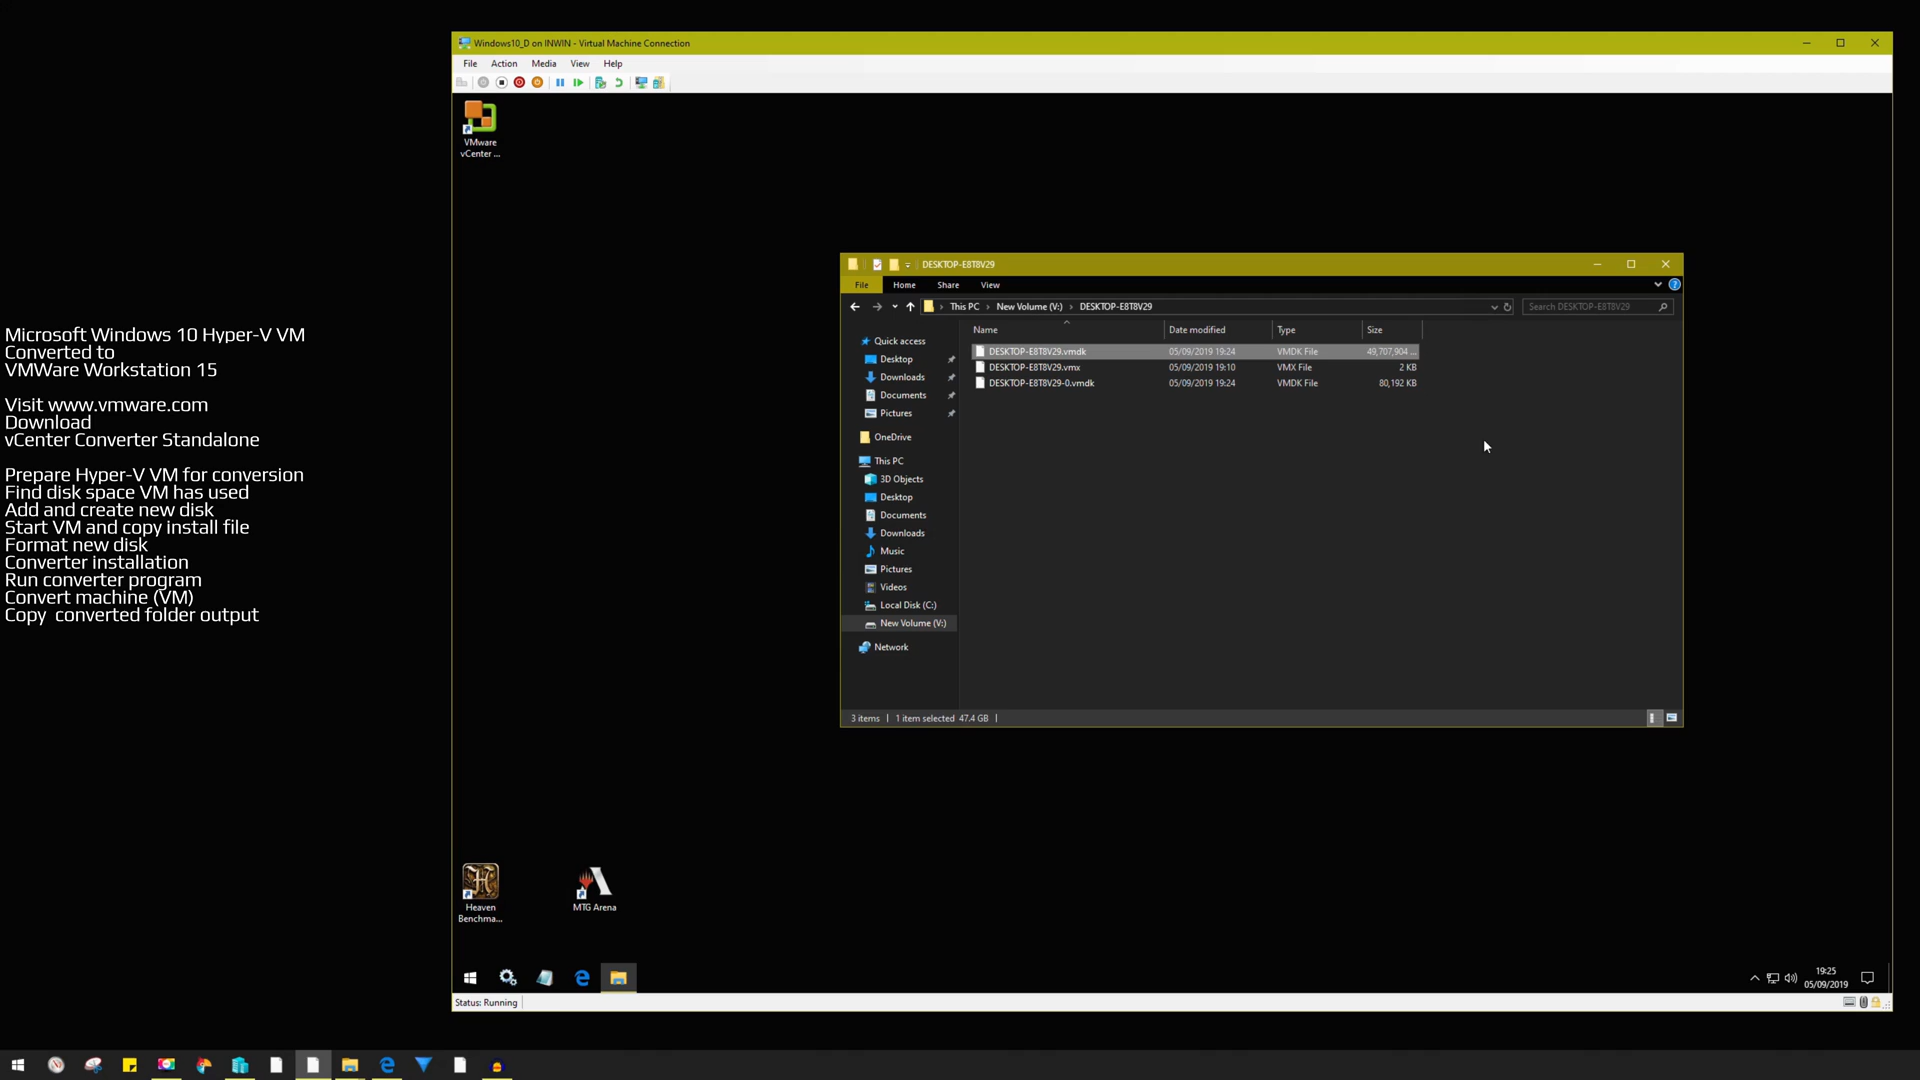 Windows10_D on INWIN - Virtual Machine Connection
File Action Media View Help
VMware
vCenter ...
Microsoft Windows 10 Hyper-V VM
Converted to
VMWare Workstation 15
Visit www.vmware.com
Download
vCenter Converter Standalone
Prepare Hyper-V VM for conversion
Find disk space VM has used
Add and create new disk
Start VM and copy install file
Format new disk
Converter installation
Run converter program
Convert machine (VM)
Copy  converted folder output
DESKTOP-E8T8V29
File Home Share View
This PC > New Volume (V:) > DESKTOP-E8T8V29
Search DESKTOP-E8T8V29
Name Date modified Type Size
DESKTOP-E8T8V29.vmdk 05/09/2019 19:24 VMDK File 49,707,904 ...
DESKTOP-E8T8V29.vmx 05/09/2019 19:10 VMX File 2 KB
DESKTOP-E8T8V29-0.vmdk 05/09/2019 19:24 VMDK File 80,192 KB
Quick access
Desktop
Downloads
Documents
Pictures
OneDrive
This PC
3D Objects
Desktop
Documents
Downloads
Music
Pictures
Videos
Local Disk (C:)
New Volume (V:)
Network
3 items 1 item selected 47.4 GB
Heaven
Benchma...
MTG Arena
19:25
05/09/2019
Status: Running